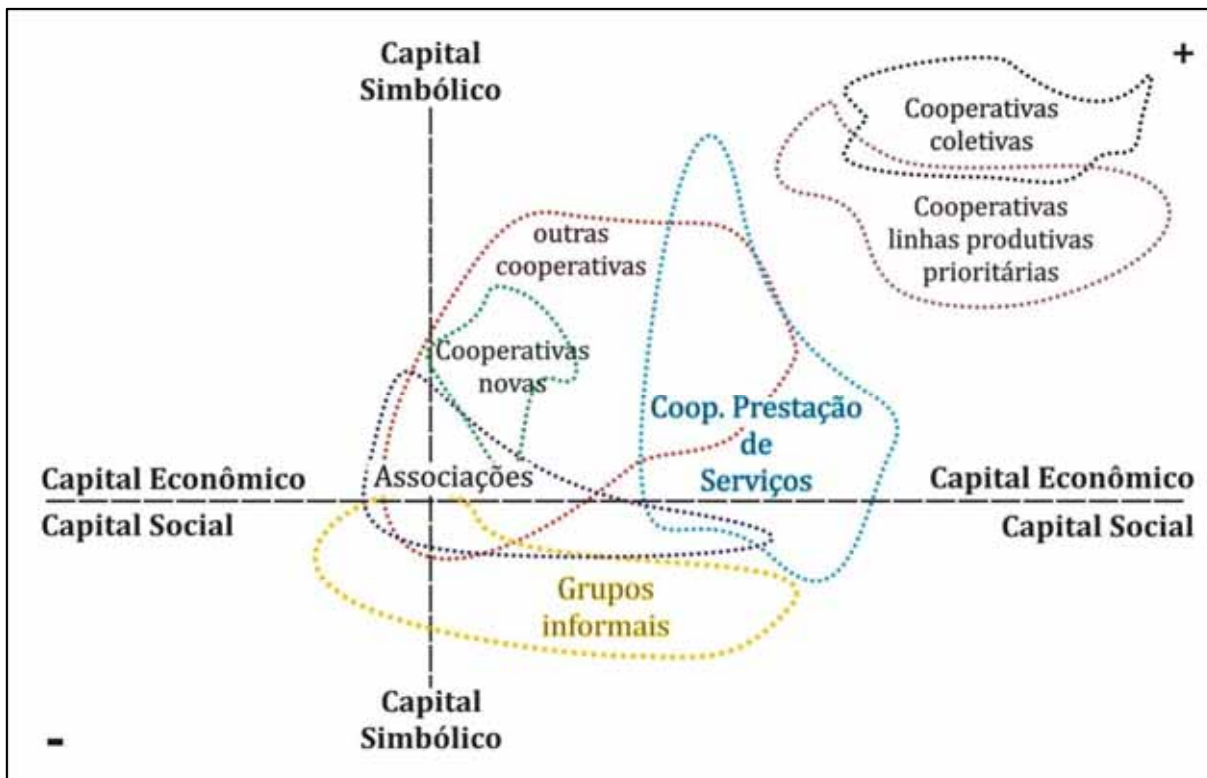 Capital
Simbólico
+
Cooperativas
coletivas
Cooperativas
linhas produtivas
prioritárias
outras
cooperativas
Cooperativas
novas
Coop. Prestação
de
Serviços
Associações
Capital Econômico
Capital Social
Capital Econômico
Capital Social
Grupos
informais
Capital
Simbólico
-